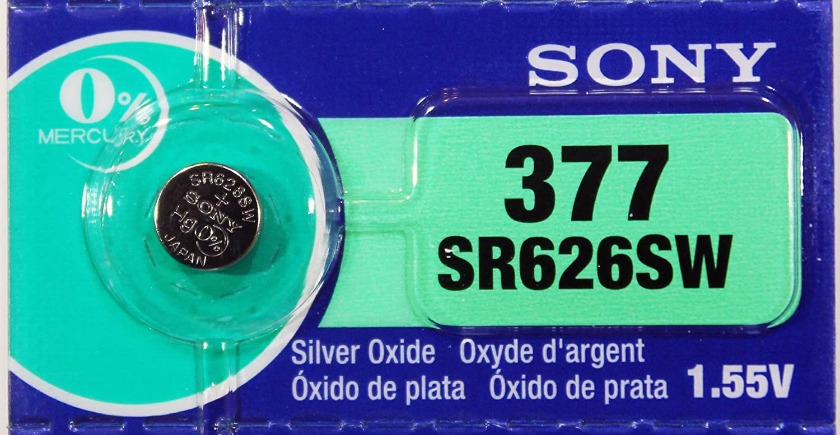 SONY
0%
MERCURY
377
SR626SW
SR626SW
+
SONY
Hg 0%
JAPAN
Silver Oxide Oxyde d'argent
Óxido de plata Óxido de prata 1.55V